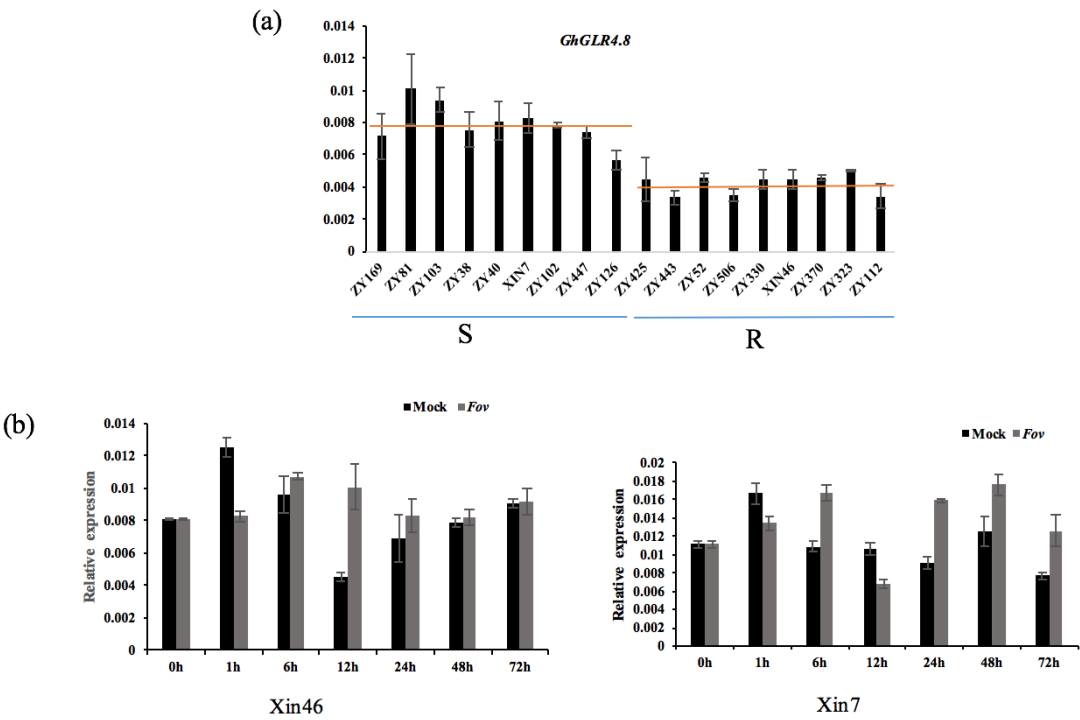 (a)
GhGLR4.8
0.014
0.012
0.01
0.008
0.006
0.004
0.002
0
ZY169 ZY81 ZY103 ZY38 ZY40 XIN7 ZY102 ZY447 ZY126 ZY425 ZY443 ZY52 ZY506 ZY330 XIN46 ZY370 ZY323 ZY112
S R
(b)
Mock Fov
Relative expression
0.014
0.012
0.01
0.008
0.006
0.004
0.002
0
0h 1h 6h 12h 24h 48h 72h
Xin46
Mock Fov
Relative expression
0.02
0.018
0.016
0.014
0.012
0.010
0.008
0.006
0.004
0.002
0
0h 1h 6h 12h 24h 48h 72h
Xin7